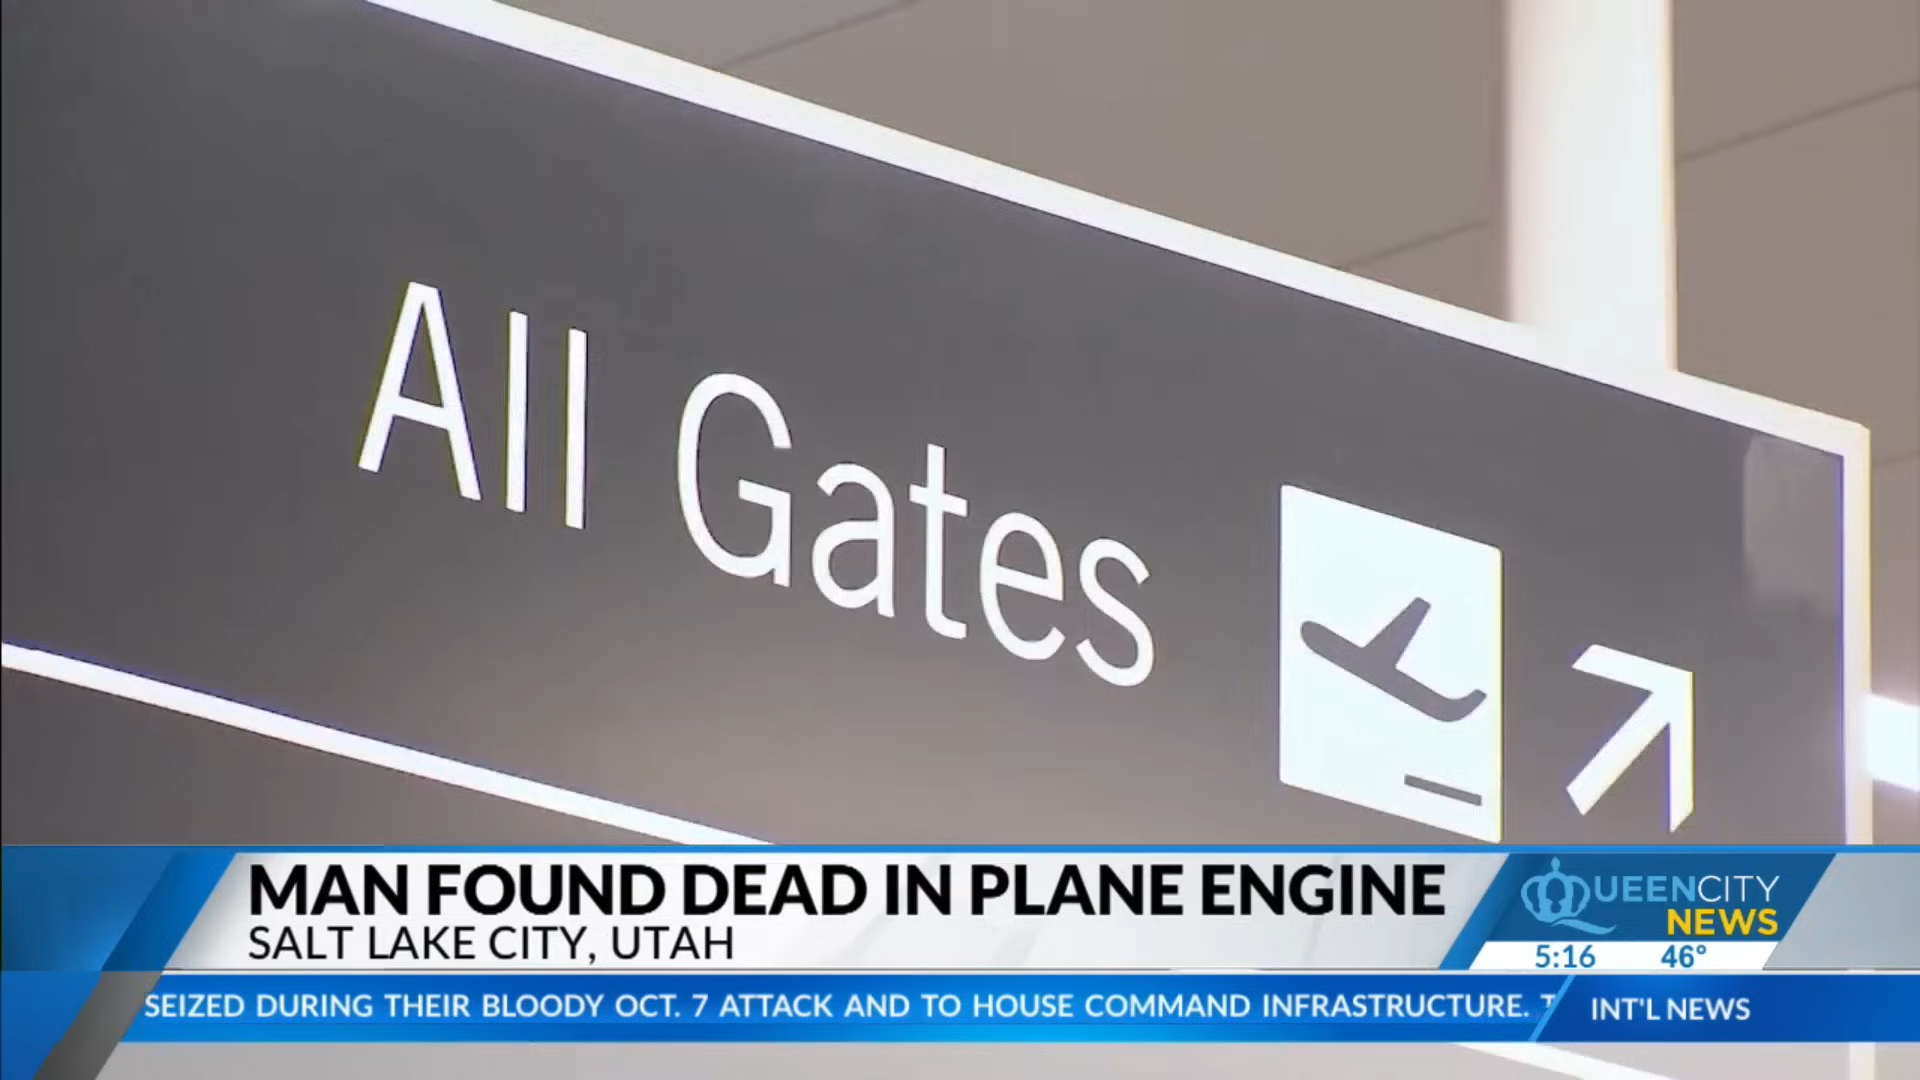 All Gates
MAN FOUND DEAD IN PLANE ENGINE
SALT LAKE CITY, UTAH
QUEENCITY
NEWS
5:16 46°
SEIZED DURING THEIR BLOODY OCT. 7 ATTACK AND TO HOUSE COMMAND INFRASTRUCTURE.
INT'L NEWS